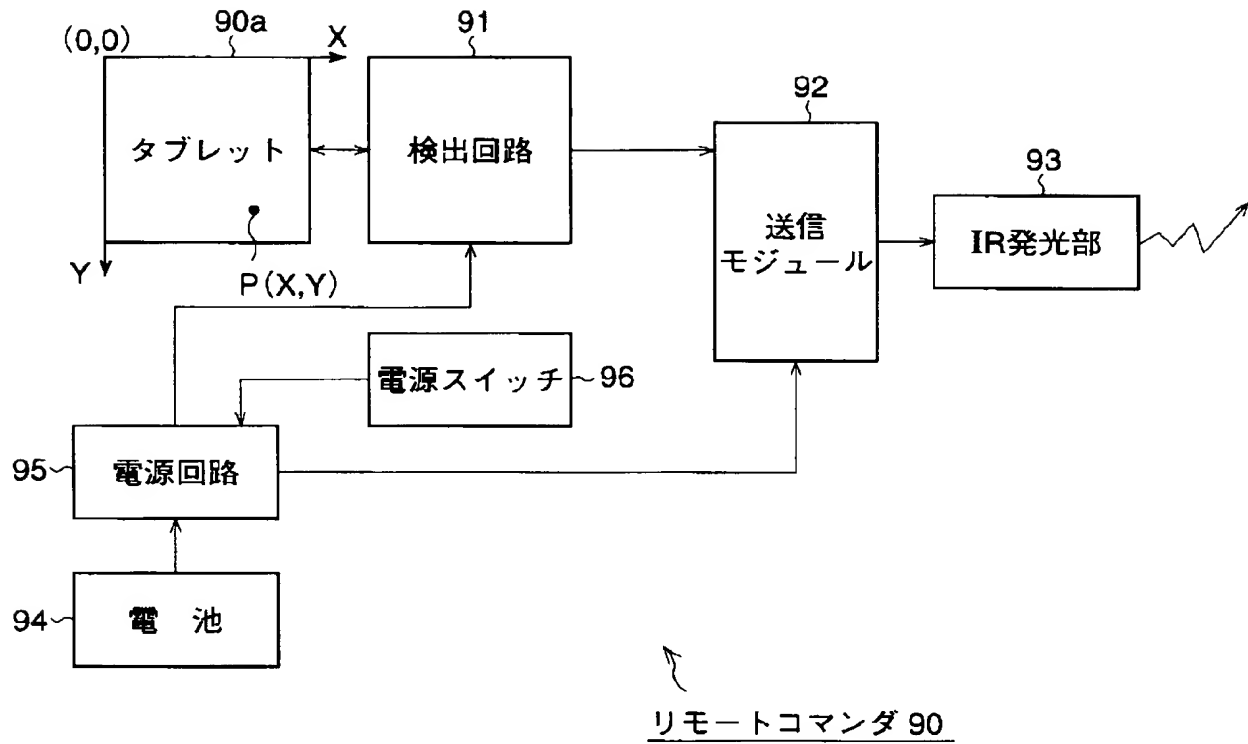 90a
91
(0,0)
X
タブレット
検出回路
92
送信
モジュール
93
IR発光部
Y
P(X,Y)
電源スイッチ
96
95
電源回路
94
電 池
リモートコマンダ 90